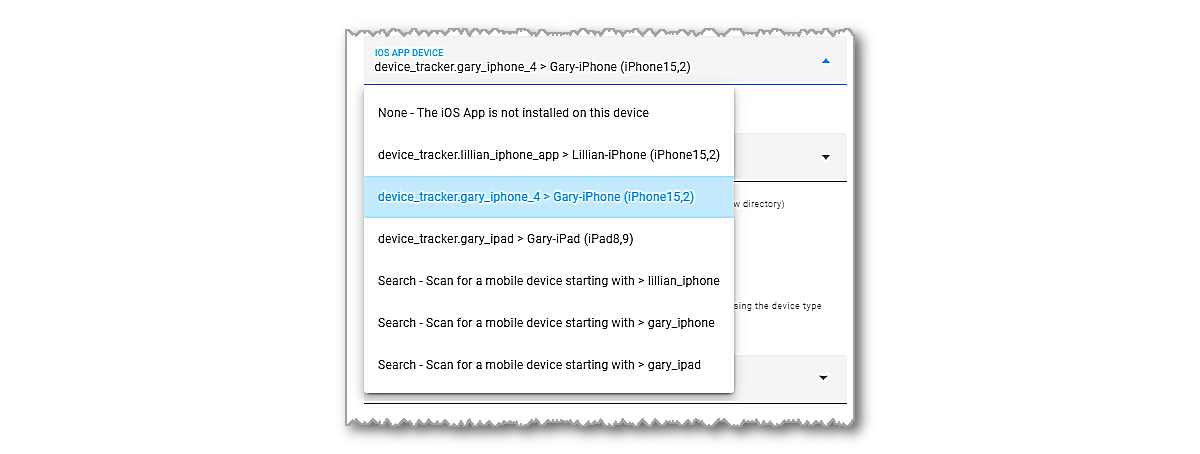 IOS APP DEVICE
device_tracker.gary_iphone_4 > Gary-iPhone (iPhone15,2)
None - The iOS App is not installed on this device
device_tracker.lillian_iphone_app > Lillian-iPhone (iPhone15,2)
device_tracker.gary_iphone_4 > Gary-iPhone (iPhone15,2)
w directory)
device_tracker.gary_ipad > Gary-iPad (iPad8,9)
Search - Scan for a mobile device starting with > lillian_iphone
sing the device type
Search - Scan for a mobile device starting with > gary_iphone
Search - Scan for a mobile device starting with > gary_ipad